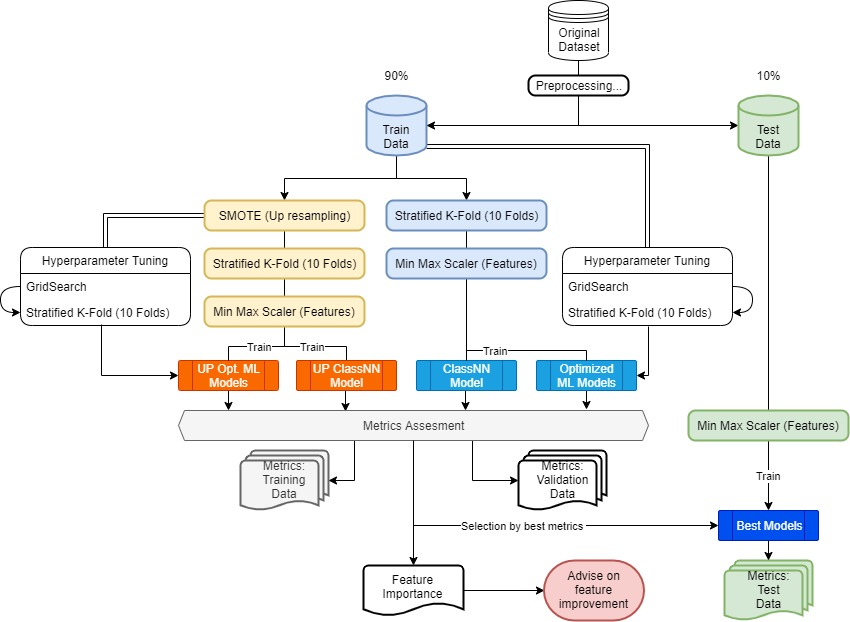 Original
Dataset
Preprocessing...
90%
10%
Train
Data
Test
Data
SMOTE (Up resampling)
Stratified K-Fold (10 Folds)
Hyperparameter Tuning
GridSearch
Stratified K-Fold (10 Folds)
Stratified K-Fold (10 Folds)
Min Max Scaler (Features)
Min Max Scaler (Features)
Hyperparameter Tuning
GridSearch
Stratified K-Fold (10 Folds)
Train
Train
Train
UP Opt. ML
Models
UP ClassNN
Model
ClassNN
Model
Optimized
ML Models
Metrics Assesment
Min Max Scaler (Features)
Metrics:
Training
Data
Metrics:
Validation
Data
Train
Selection by best metrics
Best Models
Feature
Importance
Advise on
feature
improvement
Metrics:
Test
Data